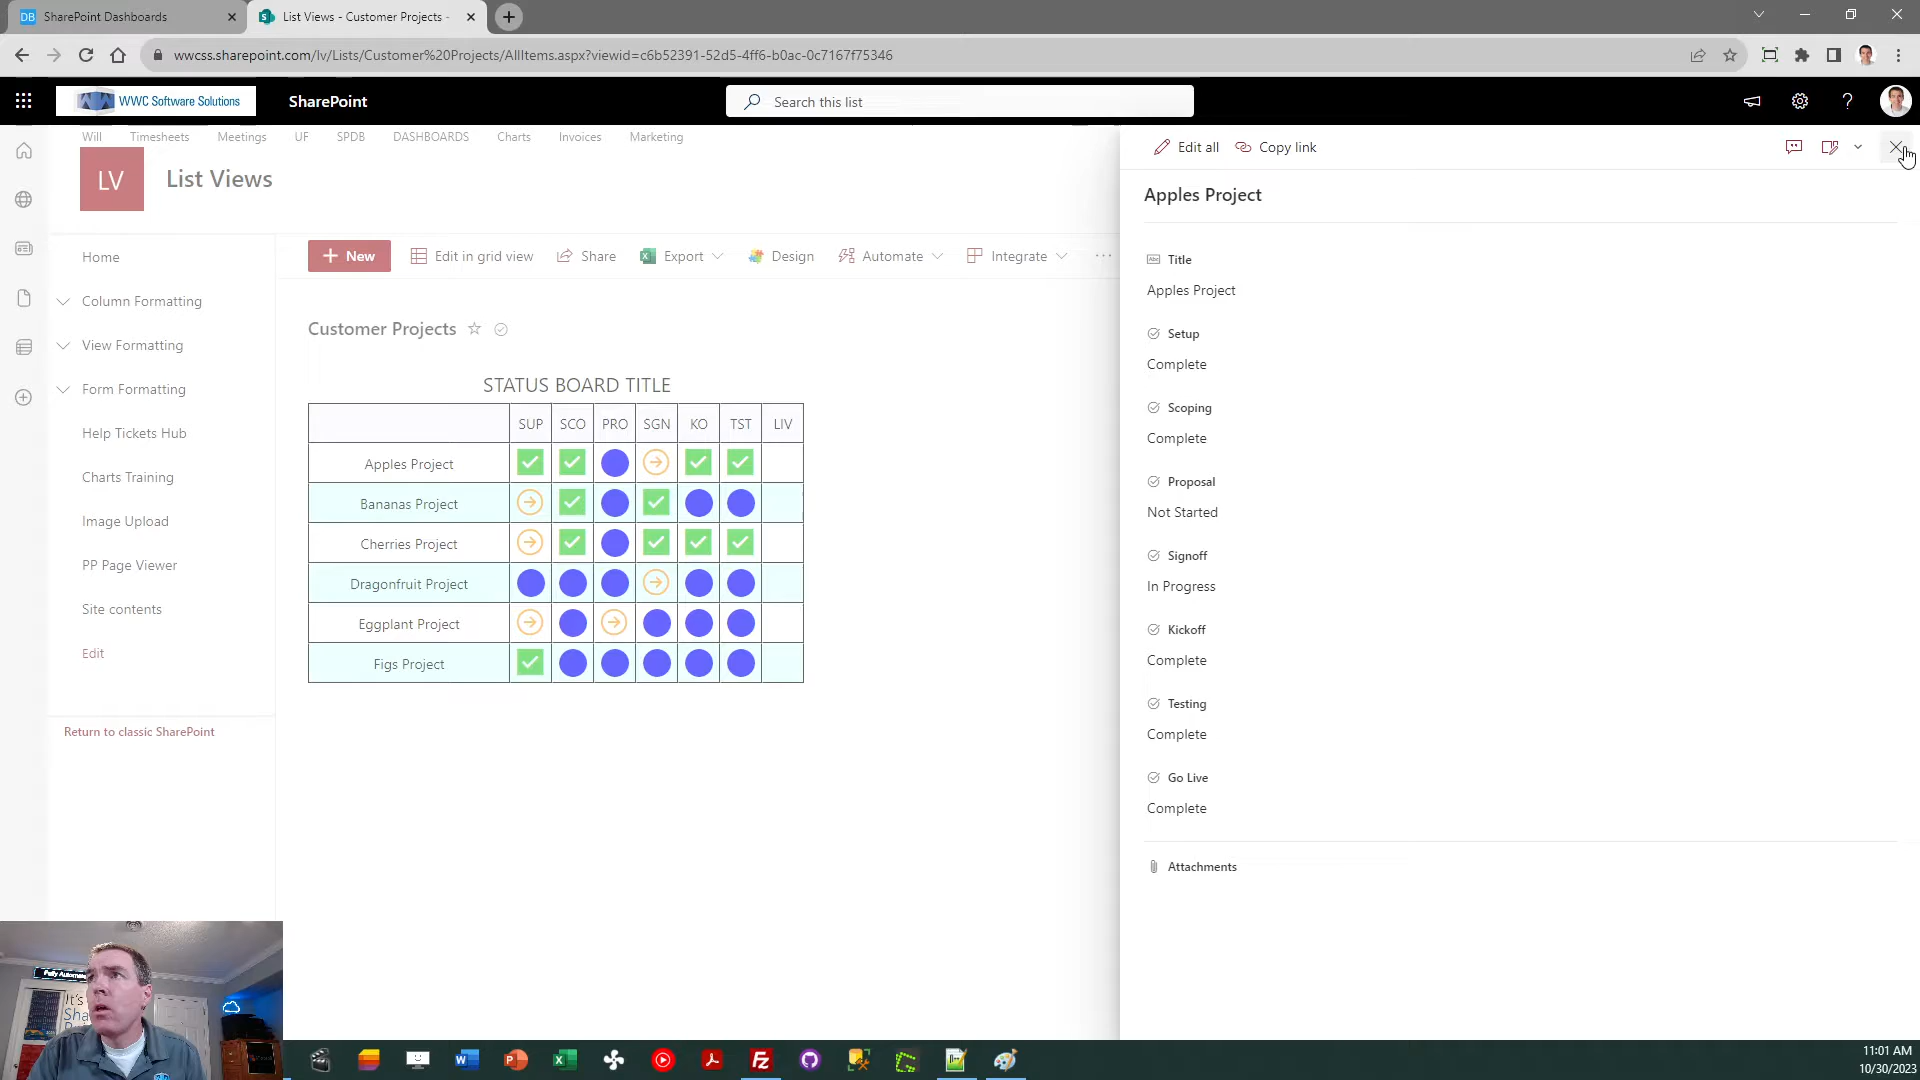 DB SharePoint Dashboards
S List Views - Customer Projects -
wwcss.sharepoint.com/lv/Lists/Customer%20Projects/AllItems.aspx?viewid=c6b52391-52d5-4ff6-b0ac-0c7167f75346
WWC Software Solutions
SharePoint
Search this list
?
Will Timesheets Meetings UF SPDB DASHBOARDS Charts Invoices Marketing
LV
List Views
Home
Column Formatting
View Formatting
Form Formatting
Help Tickets Hub
Charts Training
Image Upload
PP Page Viewer
Site contents
Edit
Return to classic SharePoint
+ New Edit in grid view Share Export Design Automate Integrate ...
Customer Projects
STATUS BOARD TITLE
SUP SCO PRO SGN KO TST LIV
Apples Project
Bananas Project
Cherries Project
Dragonfruit Project
Eggplant Project
Figs Project
Edit all Copy link
Apples Project
Abc Title
Apples Project
Setup
Complete
Scoping
Complete
Proposal
Not Started
Signoff
In Progress
Kickoff
Complete
Testing
Complete
Go Live
Complete
Attachments
It's
Sha
11:01 AM
10/30/2023